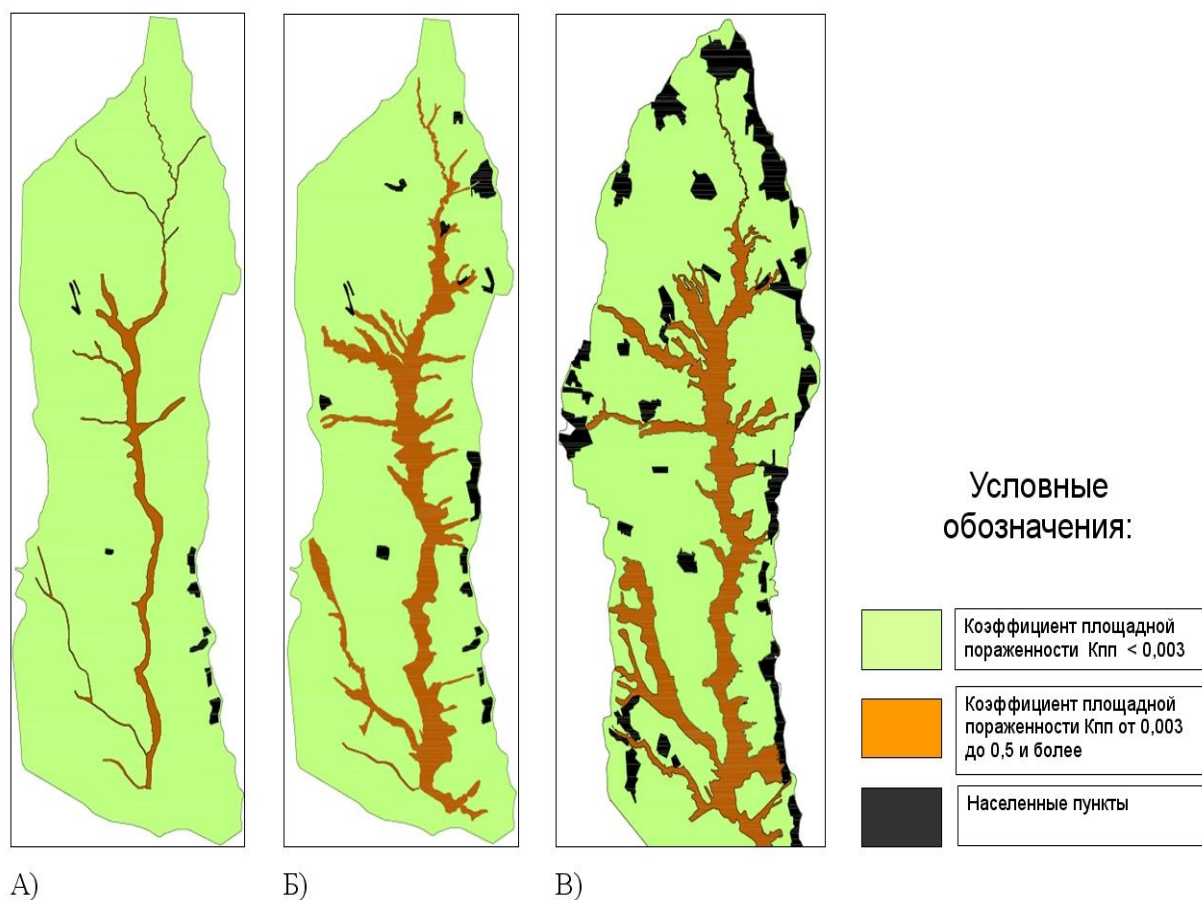 Условные
обозначения:
Коэффициент площадной
пораженности Кпп < 0,003
Коэффициент площадной
пораженности Кпп от 0,003
до 0,5 и более
Населенные пункты
А)
Б)
В)